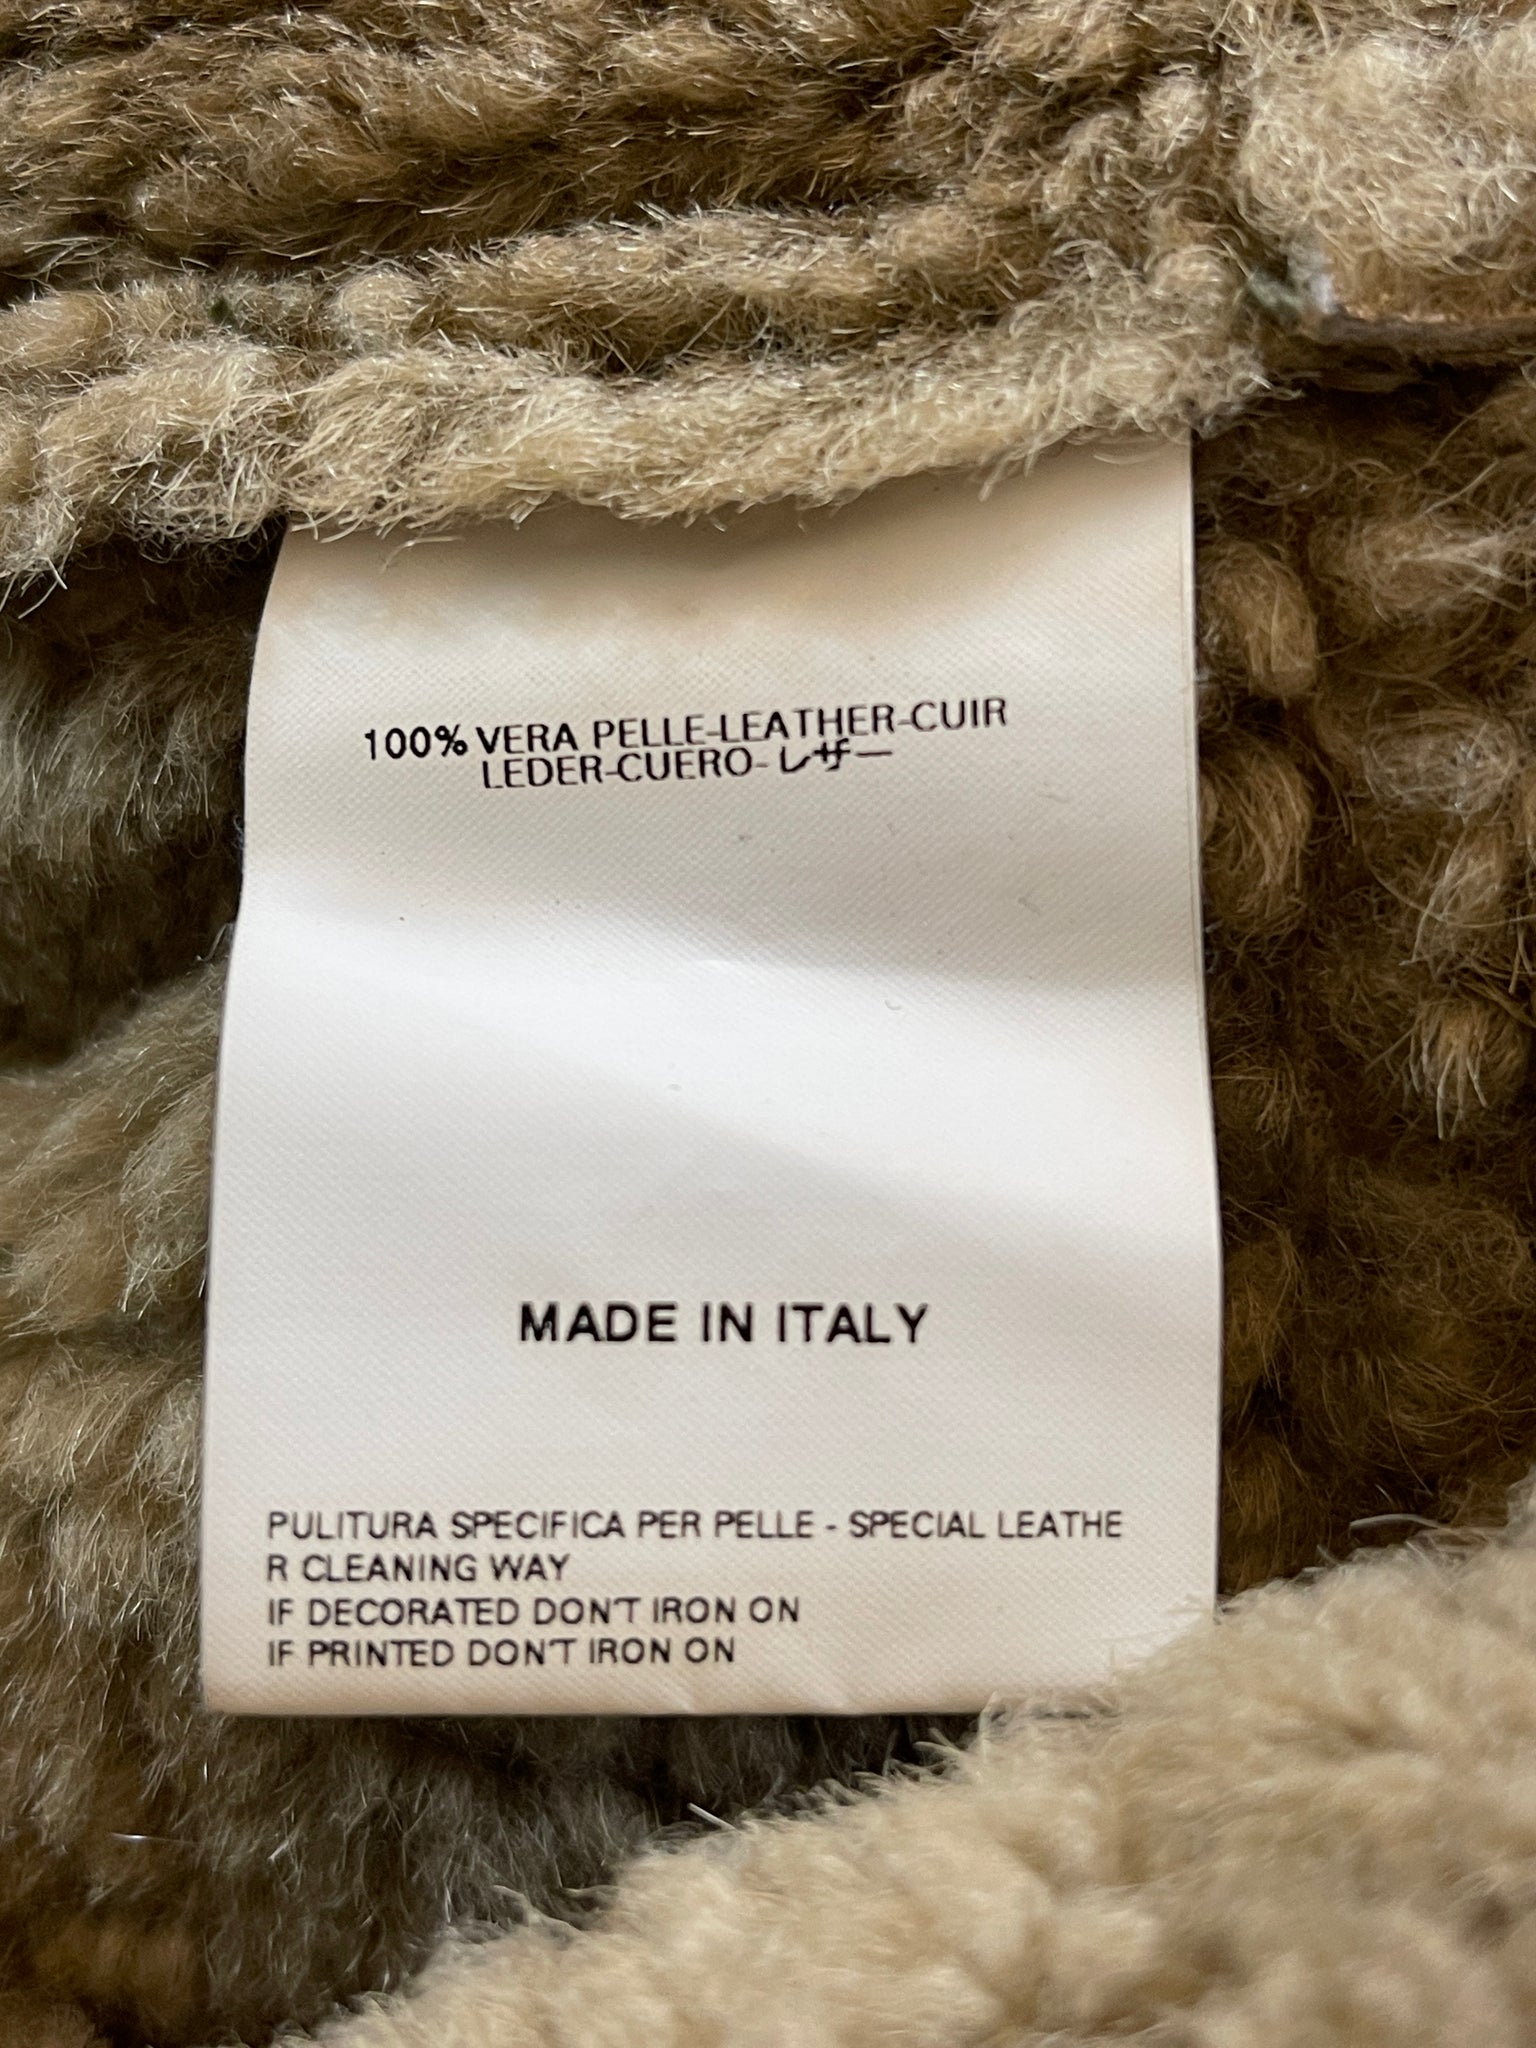 100% VERA PELLE-LEATHER-CUIR
LEDER-CUERO-レザー
MADE IN ITALY
PULITURA SPECIFICA PER PELLE - SPECIAL LEATHE
R CLEANING WAY
IF DECORATED DON'T IRON ON
IF PRINTED DON'T IRON ON